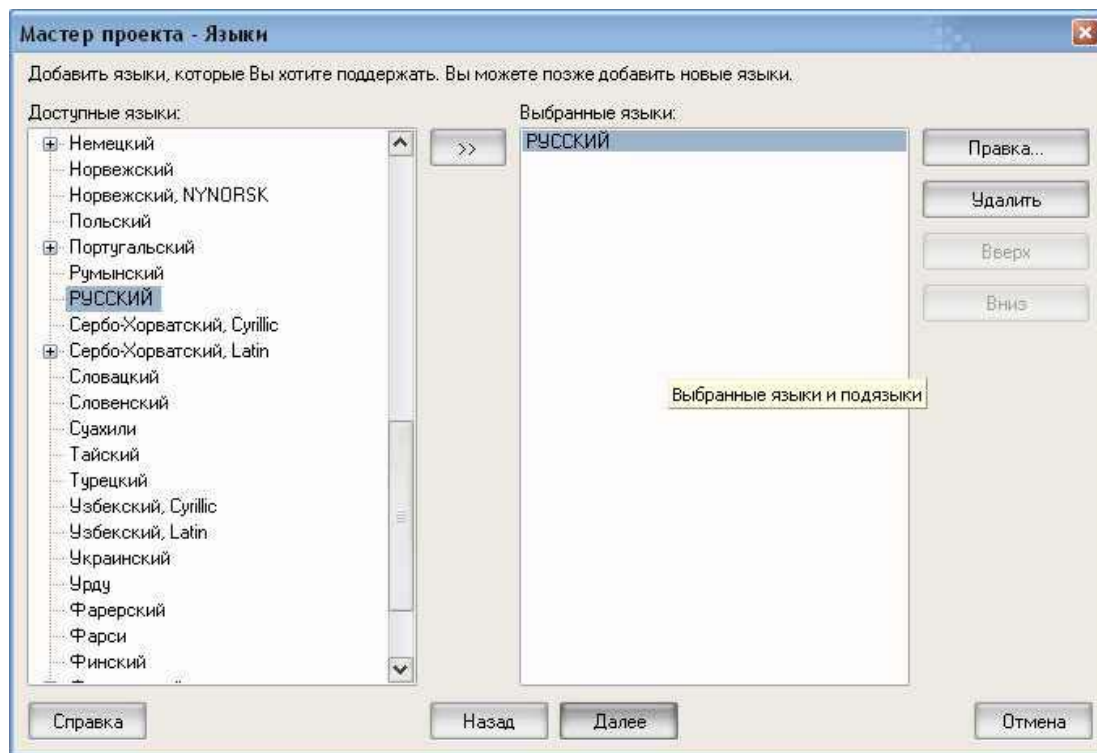 Мастер проекта - Языки
Добавить языки, которые Вы хотите поддержать. Вы можете позже добавить новые языки.
Доступные языки:
Немецкий
Норвежский
Норвежский, NYNORSK
Польский
Португальский
Румынский
РУССКИЙ
Сербо-Хорватский, Cyrillic
Сербо-Хорватский, Latin
Словацкий
Словенский
Суахили
Тайский
Турецкий
Узбекский, Cyrillic
Узбекский, Latin
Украинский
Урду
Фарерский
Фарси
Финский
>>
Выбранные языки:
РУССКИЙ
Выбранные языки и подязыки
Правка...
Удалить
Вверх
Вниз
Справка
Назад
Далее
Отмена